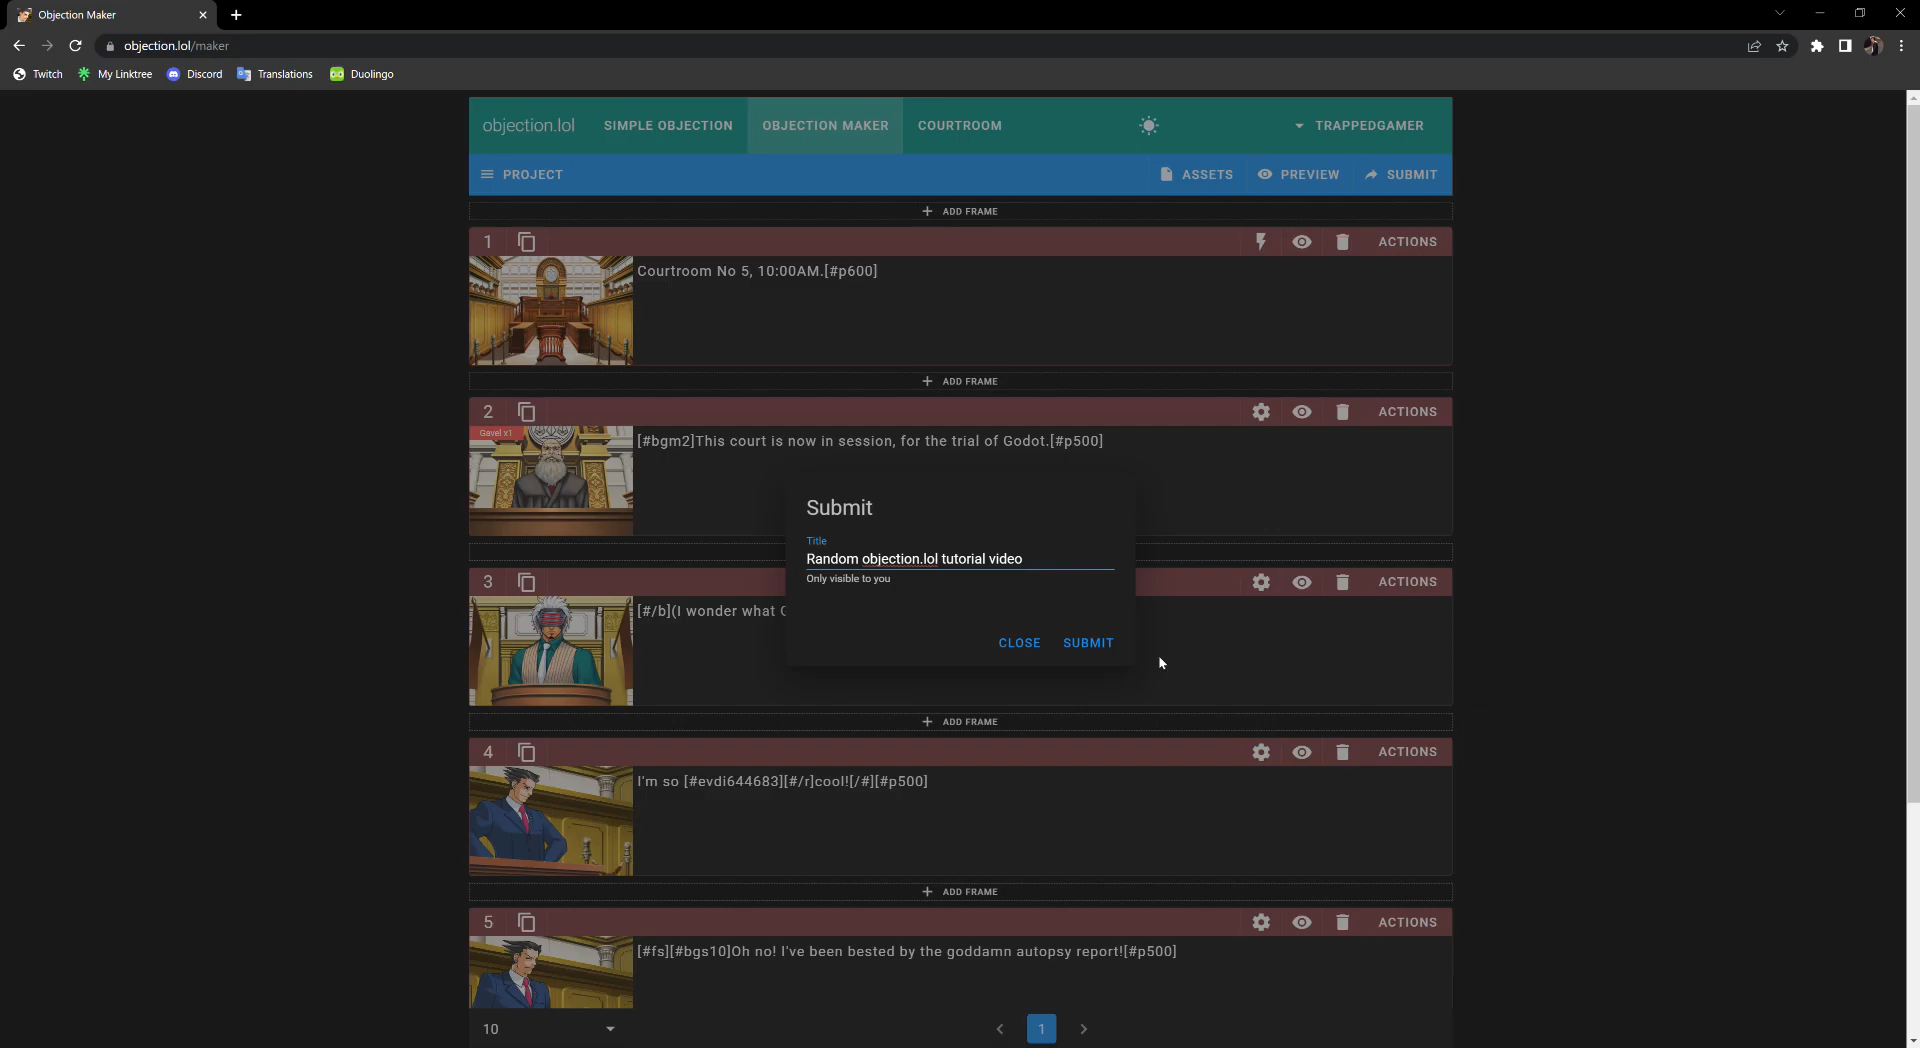 Objection Maker
objection.lol/maker
Twitch
My Linktree
Discord
Translations
Duolingo
objection.lol
SIMPLE OBJECTION
OBJECTION MAKER
COURTROOM
TRAPPEDGAMER
PROJECT
ASSETS
PREVIEW
SUBMIT
ADD FRAME
1
ACTIONS
Courtroom No 5, 10:00AM.[#p600]
ADD FRAME
2
ACTIONS
Gavel x1
[#bgm2]This court is now in session, for the trial of Godot.[#p500]
Submit
Title
Random objection.lol tutorial video
Only visible to you
CLOSE
SUBMIT
3
ACTIONS
[#/b](I wonder what
ADD FRAME
4
ACTIONS
I'm so [#evdi644683][#/r]cool![/#][#p500]
ADD FRAME
5
ACTIONS
[#fs][#bgs10]Oh no! I've been bested by the goddamn autopsy report![#p500]
10
1